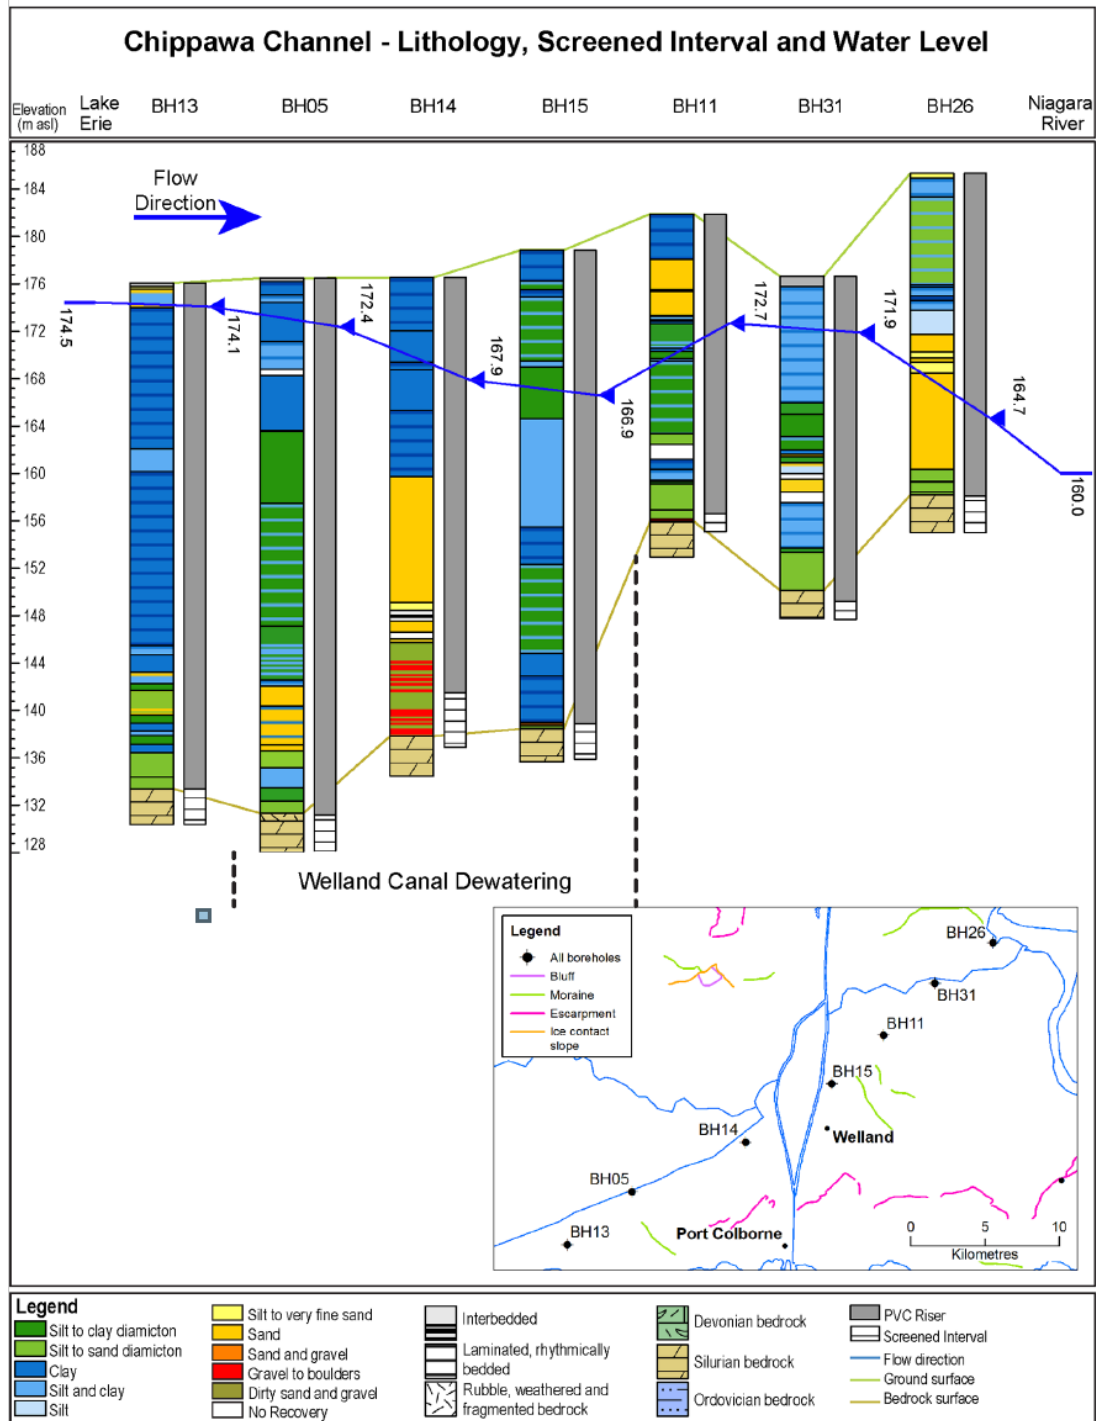 Chippawa Channel - Lithology, Screened Interval and Water Level
Elevation (m asl) Lake Erie BH13 BH05 BH14 BH15 BH11 BH31 BH26 Niagara River
188
184
180
176
172
168
164
160
156
152
148
144
140
136
132
128
Flow
Direction
174.5
174.1
172.4
167.9
166.9
172.7
171.9
164.7
160.0
Welland Canal Dewatering
Legend
All boreholes
Bluff
Moraine
Escarpment
Ice contact
slope
BH26
BH31
BH11
BH15
Welland
BH14
BH05
BH13
Port Colborne
0 5 10
Kilometres
Legend
Silt to clay diamicton
Silt to sand diamicton
Clay
Silt and clay
Silt
Silt to very fine sand
Sand
Sand and gravel
Gravel to boulders
Dirty sand and gravel
No Recovery
Interbedded
Laminated, rhythmically
bedded
Rubble, weathered and
fragmented bedrock
Devonian bedrock
Silurian bedrock
Ordovician bedrock
PVC Riser
Screened Interval
Flow direction
Ground surface
Bedrock surface